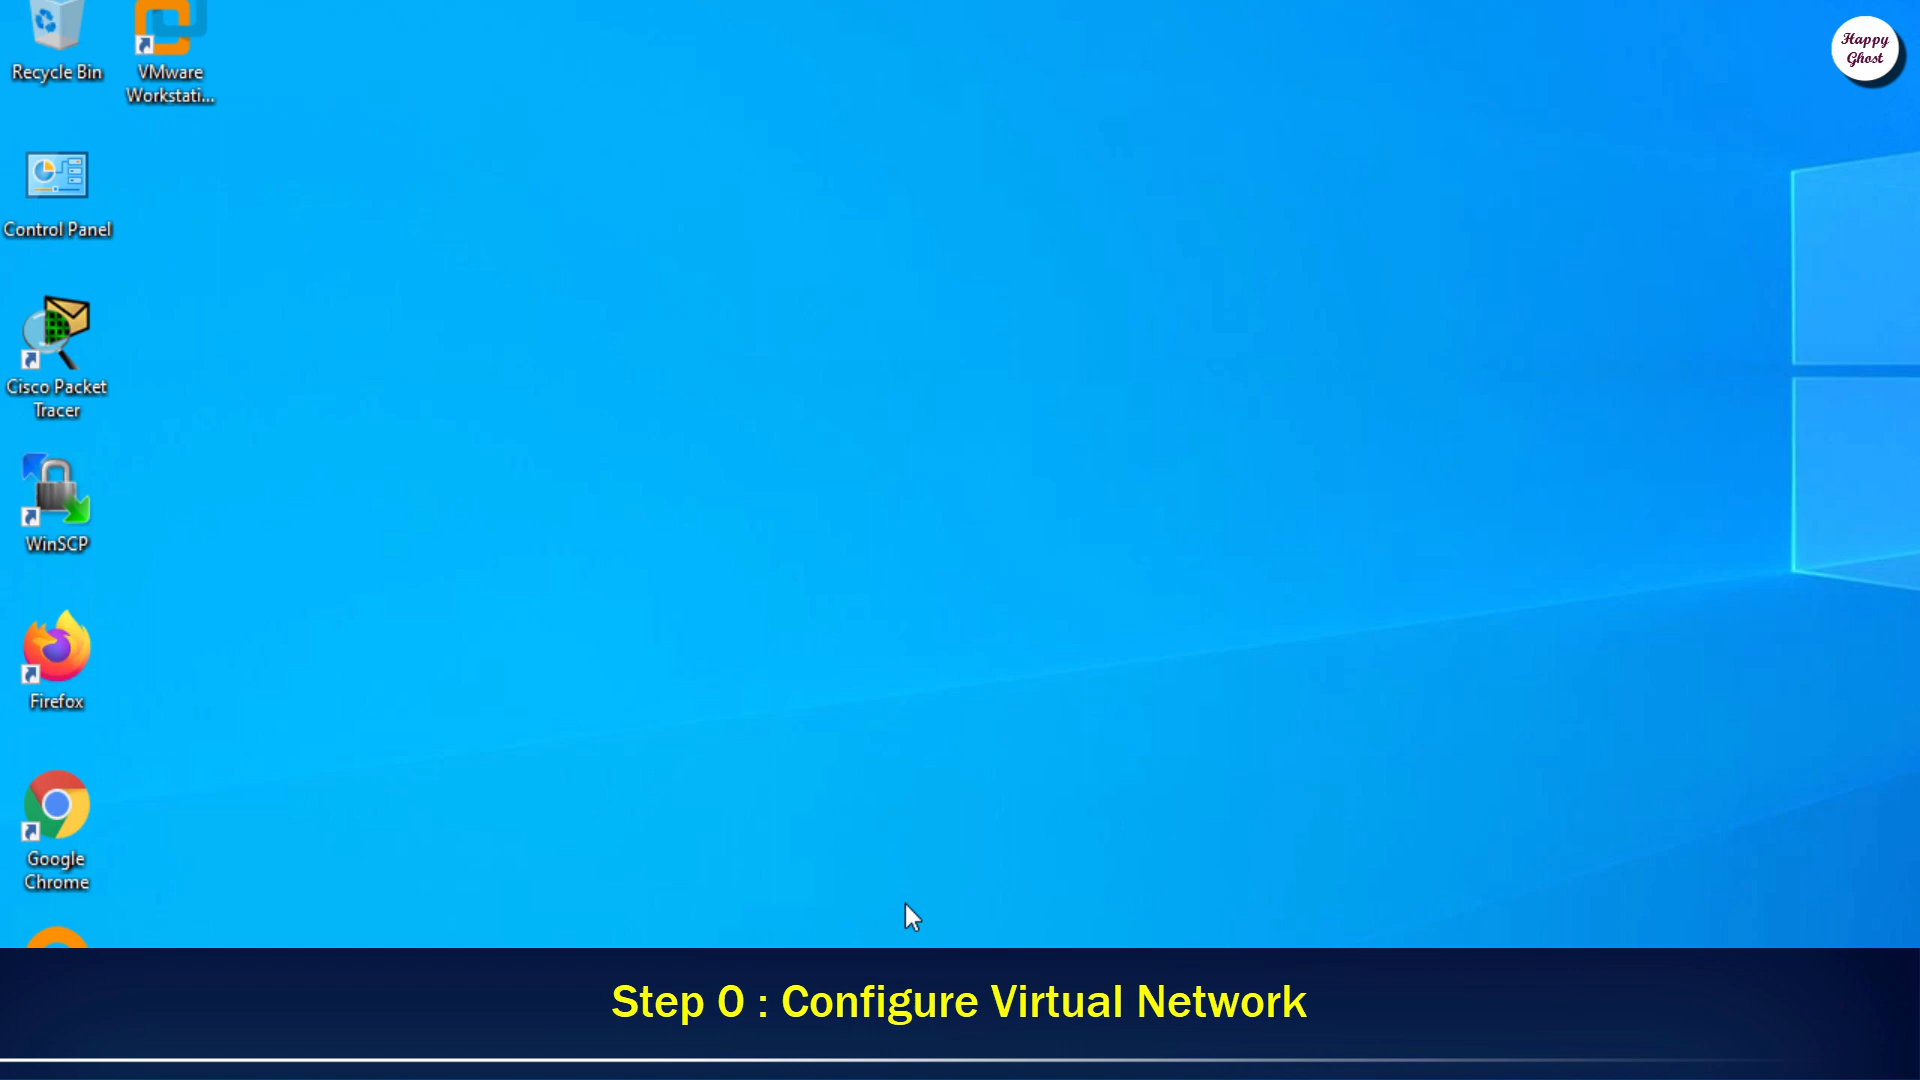 Recycle Bin
VMware
Workstati...
Happy
Ghost
Control Panel
Cisco Packet
Tracer
WinSCP
Firefox
Google
Chrome
Step 0 : Configure Virtual Network